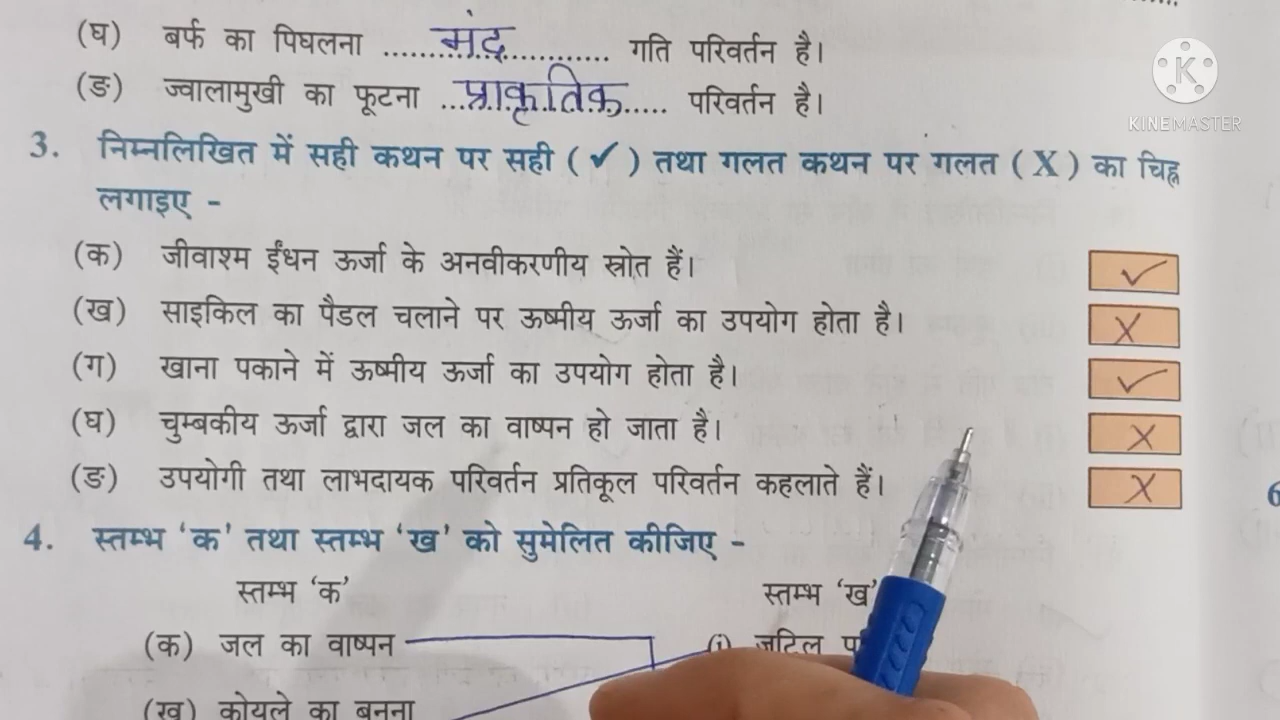 (घ) बर्फ का पिघलना ......मंद............ गति परिवर्तन है।
(ङ) ज्वालामुखी का फूटना ...प्राकृतिक..... परिवर्तन है।
KINEMASTER
3. निम्नलिखित में सही कथन पर सही (✓) तथा गलत कथन पर गलत (X) का चिह्न
लगाइए -
(क) जीवाश्म ईंधन ऊर्जा के अनवीकरणीय स्रोत हैं। ✓
(ख) साइकिल का पैडल चलाने पर ऊष्मीय ऊर्जा का उपयोग होता है। X
(ग) खाना पकाने में ऊष्मीय ऊर्जा का उपयोग होता है। ✓
(घ) चुम्बकीय ऊर्जा द्वारा जल का वाष्पन हो जाता है। X
(ङ) उपयोगी तथा लाभदायक परिवर्तन प्रतिकूल परिवर्तन कहलाते हैं। X
4. स्तम्भ 'क' तथा स्तम्भ 'ख' को सुमेलित कीजिए -
स्तम्भ 'क' स्तम्भ 'ख'
(क) जल का वाष्पन (i) जटिल
(ख) कोयले का बनना